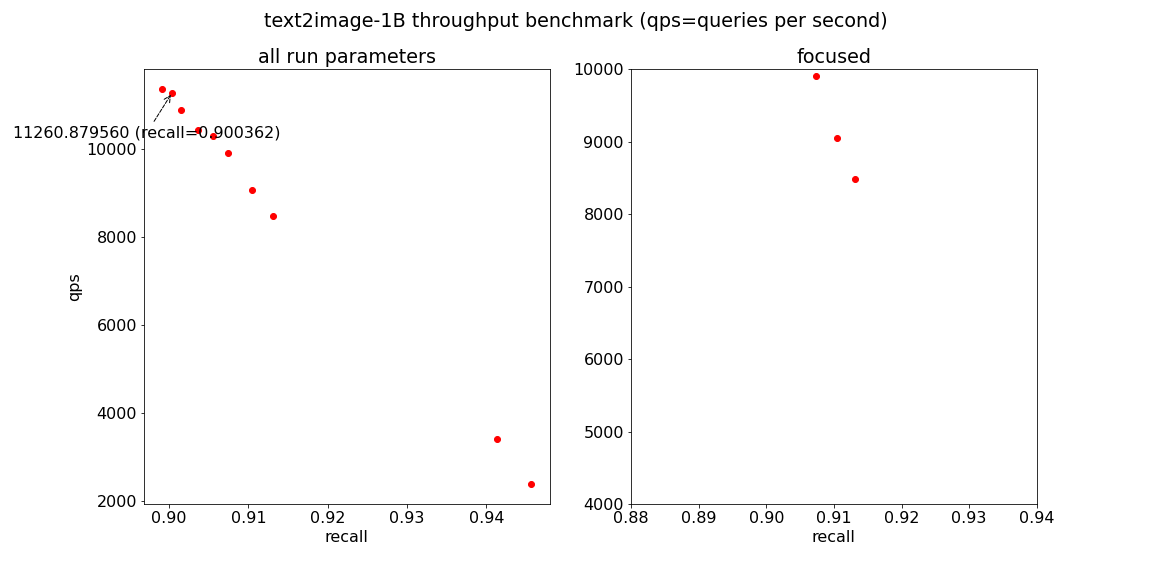 text2image-1B throughput benchmark (qps=queries per second)
all run parameters
11260.879560 (recall=0.900362)
10000
8000
6000
4000
2000
qps
0.90 0.91 0.92 0.93 0.94
recall
focused
10000
9000
8000
7000
6000
5000
4000
0.88 0.89 0.90 0.91 0.92 0.93 0.94
recall